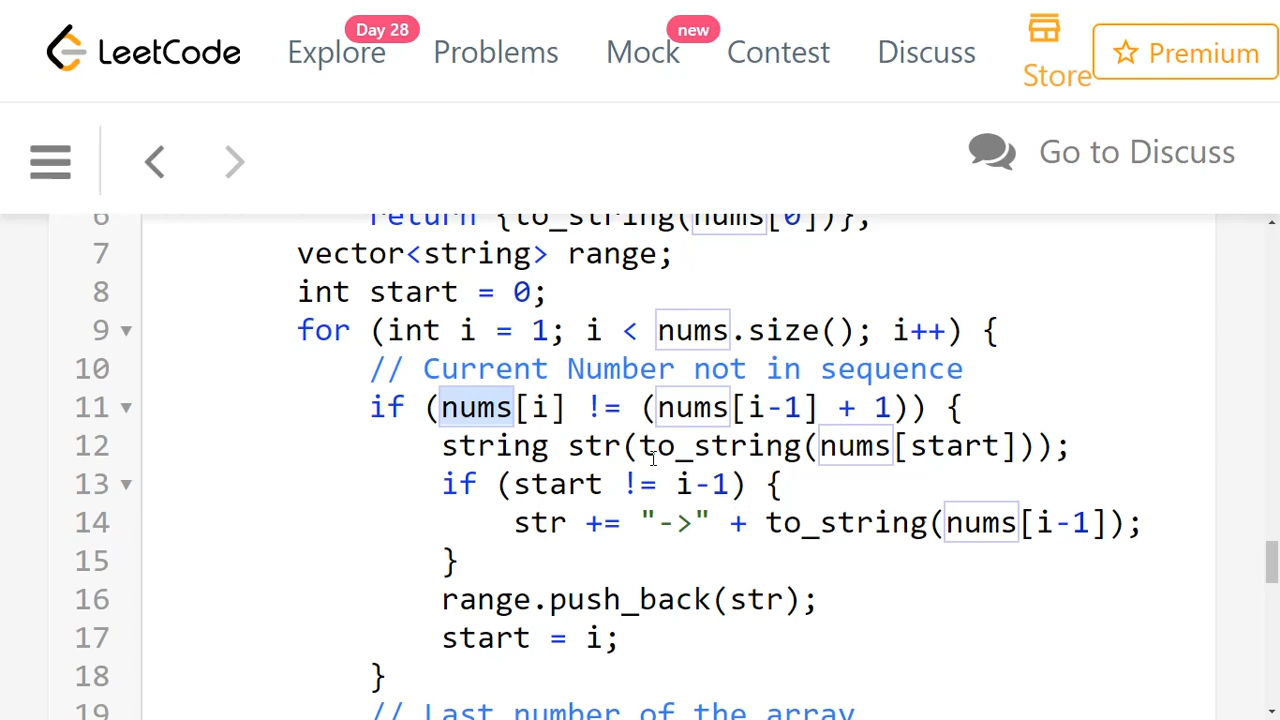 Day 28
new
LeetCode Explore Problems Mock Contest Discuss Store Premium
Go to Discuss
6 return {to_string(nums[0])};
7 vector<string> range;
8 int start = 0;
9 for (int i = 1; i < nums.size(); i++) {
10 // Current Number not in sequence
11 if (nums[i] != (nums[i-1] + 1)) {
12 string str(to_string(nums[start]));
13 if (start != i-1) {
14 str += "->" + to_string(nums[i-1]);
15 }
16 range.push_back(str);
17 start = i;
18 }
19 // Last number of the array